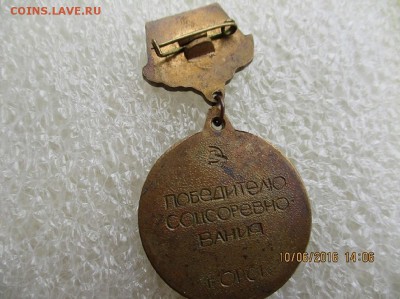 COINS.LAVE.RU
ПОБЕДИТЕЛЮ
СОЦСОРЕВНО-
ВАНИЯ
10/06/2016 14:06